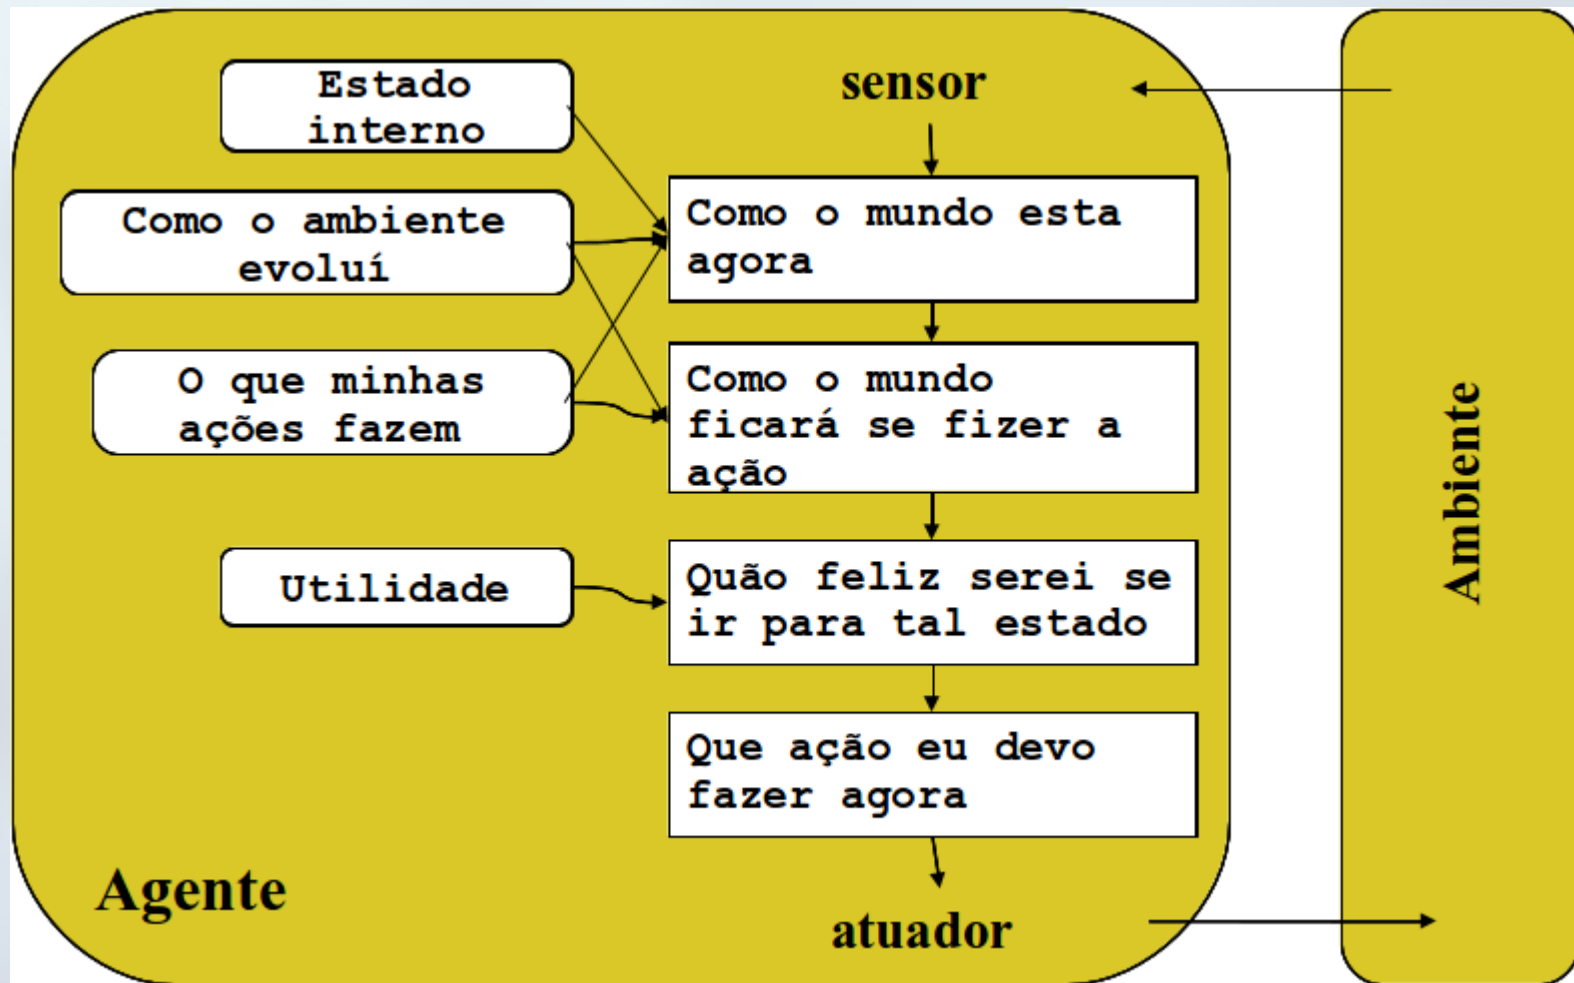 Estado
interno
sensor
Como o ambiente
evoluí
Como o mundo esta
agora
O que minhas
ações fazem
Como o mundo
ficará se fizer a
ação
Utilidade
Quão feliz serei se
ir para tal estado
Que ação eu devo
fazer agora
Agente
atuador
Ambiente